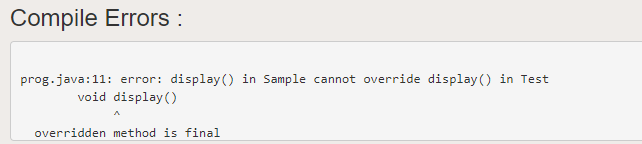 Compile Errors :
prog.java:11: error: display() in Sample cannot override display() in Test
        void display()
             ^
  overridden method is final